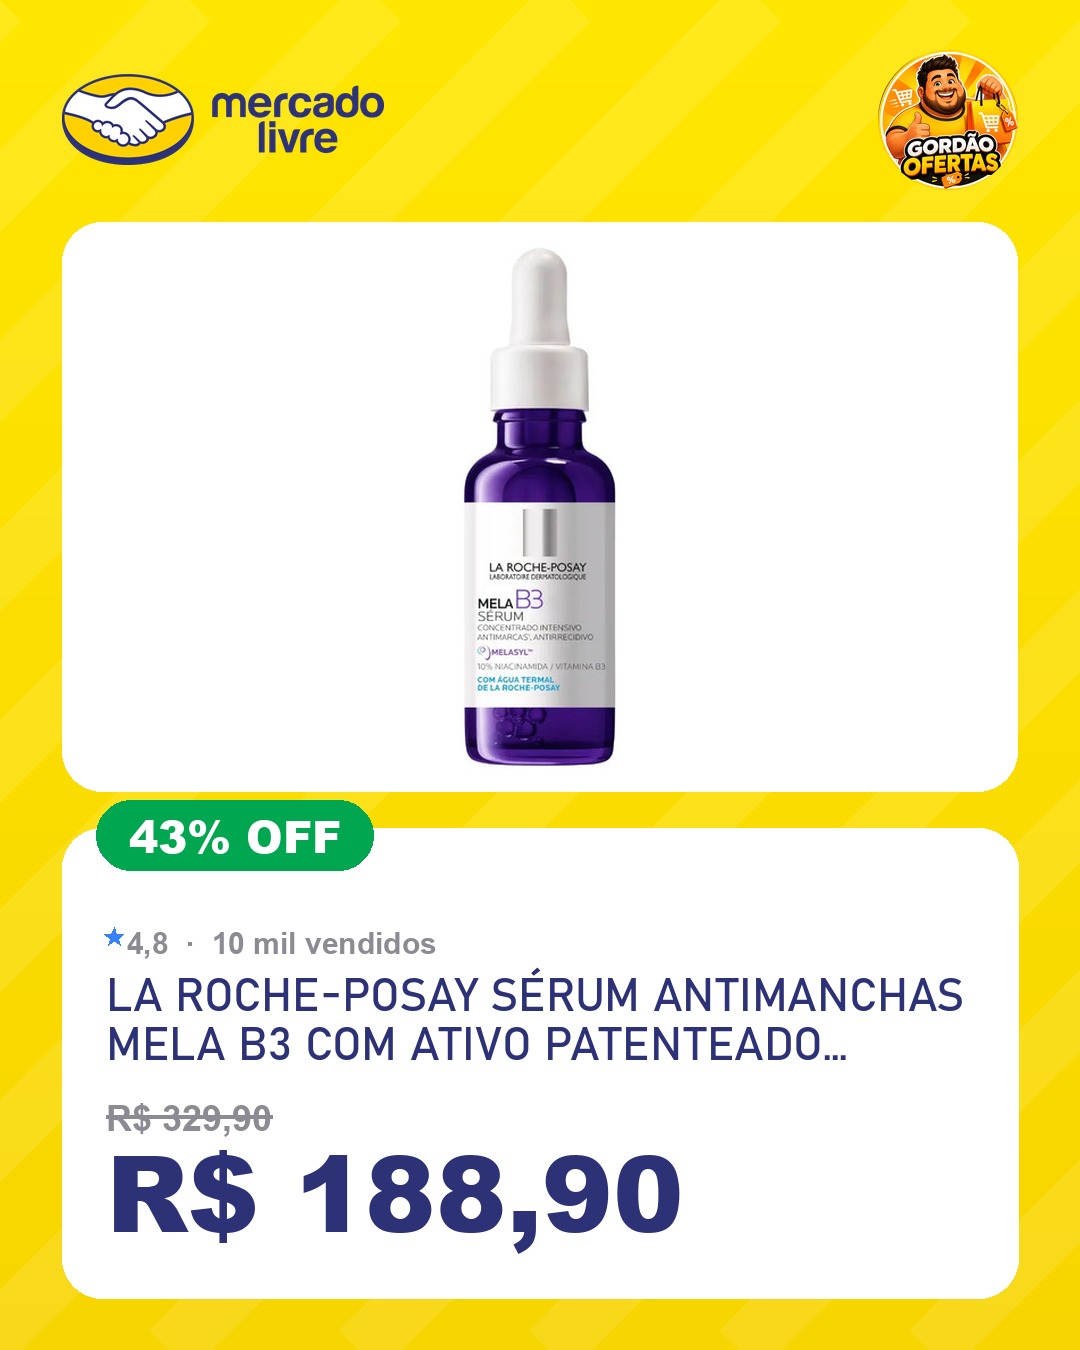 mercado
livre
GORDÃO
OFERTAS
%
%
LA ROCHE-POSAY
LABORATOIRE DERMATOLOGIQUE
MELA B3
SÉRUM
CONCENTRADO INTENSIVO
ANTIMARCAS¹, ANTIRRECIDIVO
MELASYL™
10% NIACINAMIDA / VITAMINA B3
COM ÁGUA TERMAL
DE LA ROCHE-POSAY
43% OFF
4,8 · 10 mil vendidos
LA ROCHE-POSAY SÉRUM ANTIMANCHAS
MELA B3 COM ATIVO PATENTEADO...
R$ 329,90
R$ 188,90